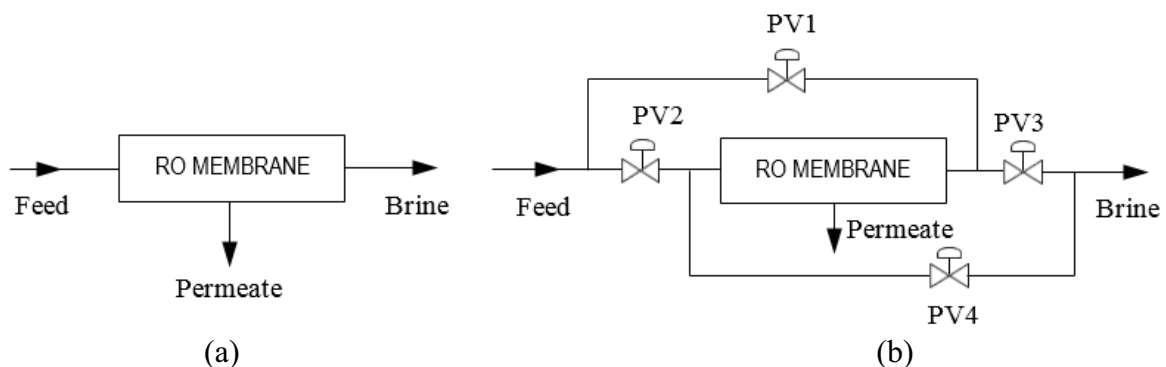 RO MEMBRANE
Feed
Brine
Permeate
(a)
PV1
PV2
PV3
RO MEMBRANE
Feed
Permeate
Brine
PV4
(b)